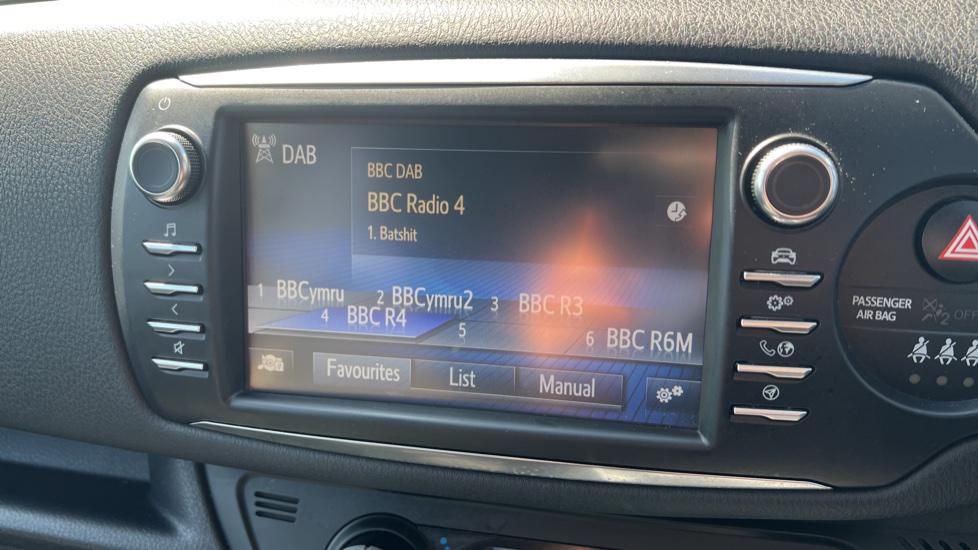 DAB
BBC DAB
BBC Radio 4
1. Batshit
1 BBCymru 2 BBCymru2 3 BBC R3
4 BBC R4 5 6 BBC R6M
Favourites List Manual
PASSENGER
AIR BAG
2 OFF